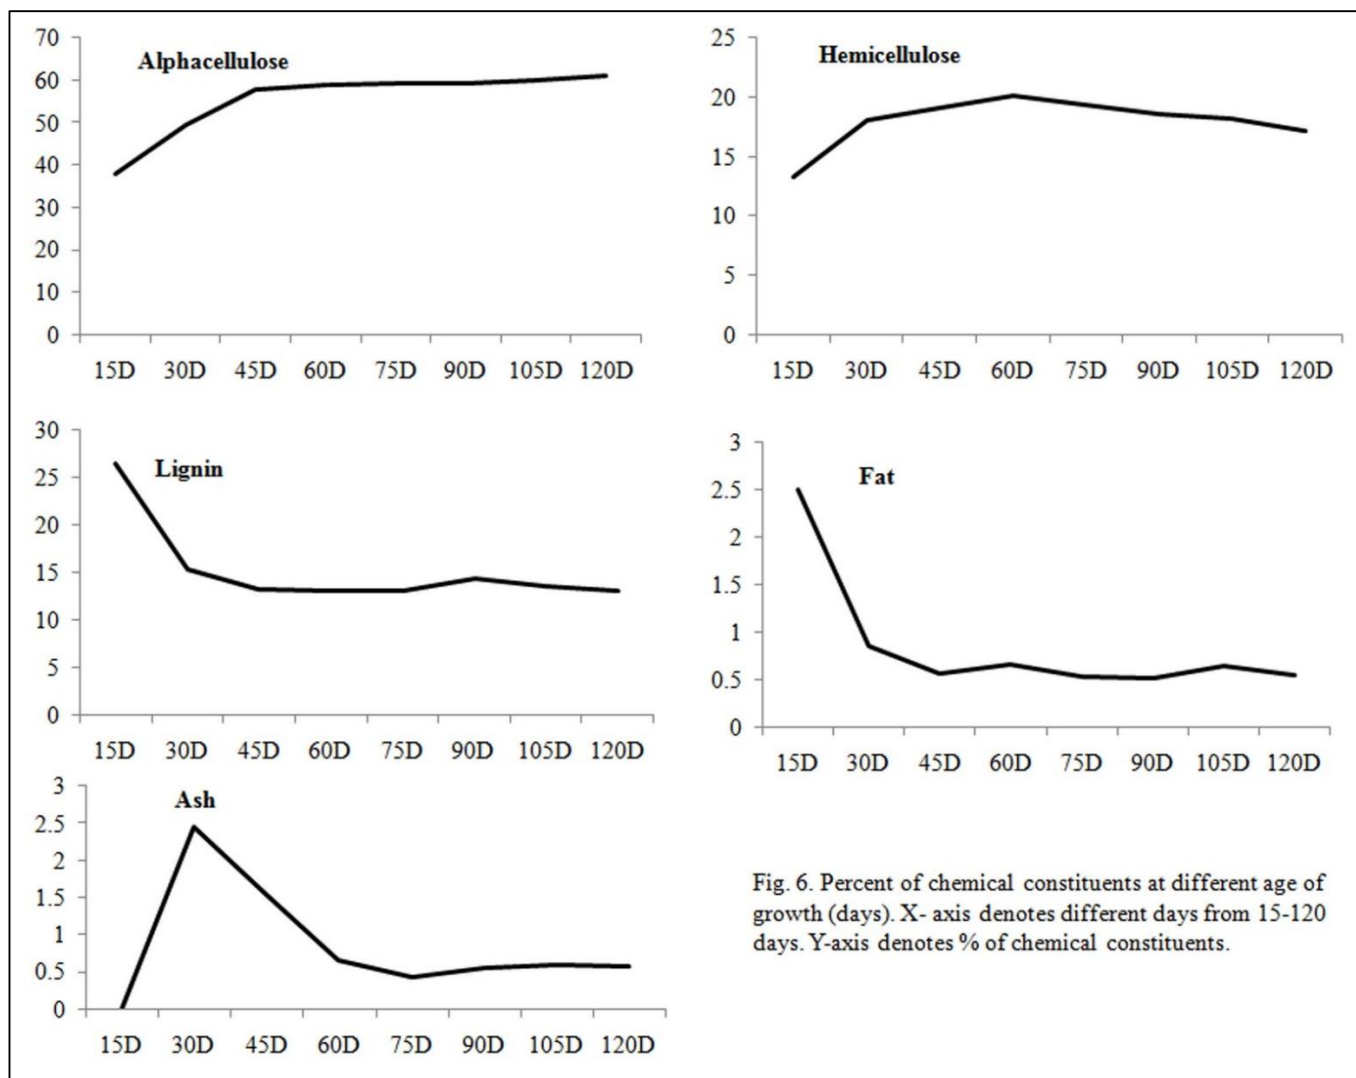 Alphacellulose
70
60
50
40
30
20
10
0
15D 30D 45D 60D 75D 90D 105D 120D
Hemicellulose
25
20
15
10
5
0
15D 30D 45D 60D 75D 90D 105D 120D
Lignin
30
25
20
15
10
5
0
15D 30D 45D 60D 75D 90D 105D 120D
Fat
3
2.5
2
1.5
1
0.5
0
15D 30D 45D 60D 75D 90D 105D 120D
Ash
3
2.5
2
1.5
1
0.5
0
15D 30D 45D 60D 75D 90D 105D 120D
Fig. 6. Percent of chemical constituents at different age of
growth (days). X- axis denotes different days from 15-120
days. Y-axis denotes % of chemical constituents.